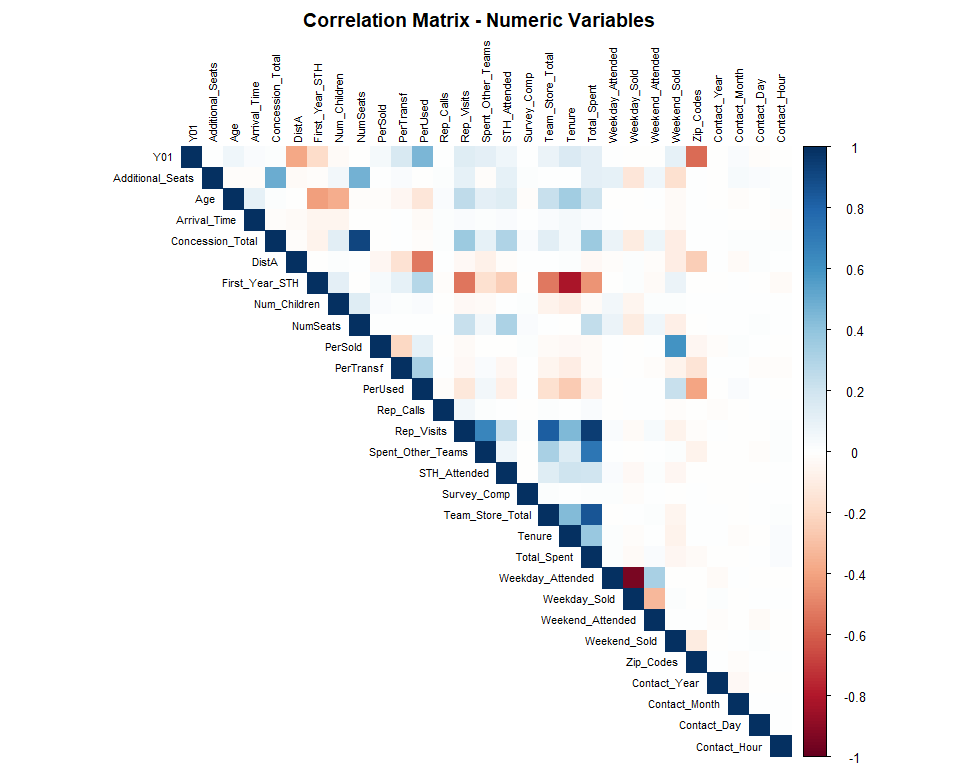 Correlation Matrix - Numeric Variables
Y01
Additional_Seats
Age
Arrival_Time
Concession_Total
DistA
First_Year_STH
Num_Children
NumSeats
PerSold
PerTransf
PerUsed
Rep_Calls
Rep_Visits
Spent_Other_Teams
STH_Attended
Survey_Comp
Team_Store_Total
Tenure
Total_Spent
Weekday_Attended
Weekday_Sold
Weekend_Attended
Weekend_Sold
Zip_Codes
Contact_Year
Contact_Month
Contact_Day
Contact_Hour
Y01
Additional_Seats
Age
Arrival_Time
Concession_Total
DistA
First_Year_STH
Num_Children
NumSeats
PerSold
PerTransf
PerUsed
Rep_Calls
Rep_Visits
Spent_Other_Teams
STH_Attended
Survey_Comp
Team_Store_Total
Tenure
Total_Spent
Weekday_Attended
Weekday_Sold
Weekend_Attended
Weekend_Sold
Zip_Codes
Contact_Year
Contact_Month
Contact_Day
Contact_Hour
1
0.8
0.6
0.4
0.2
0
-0.2
-0.4
-0.6
-0.8
-1